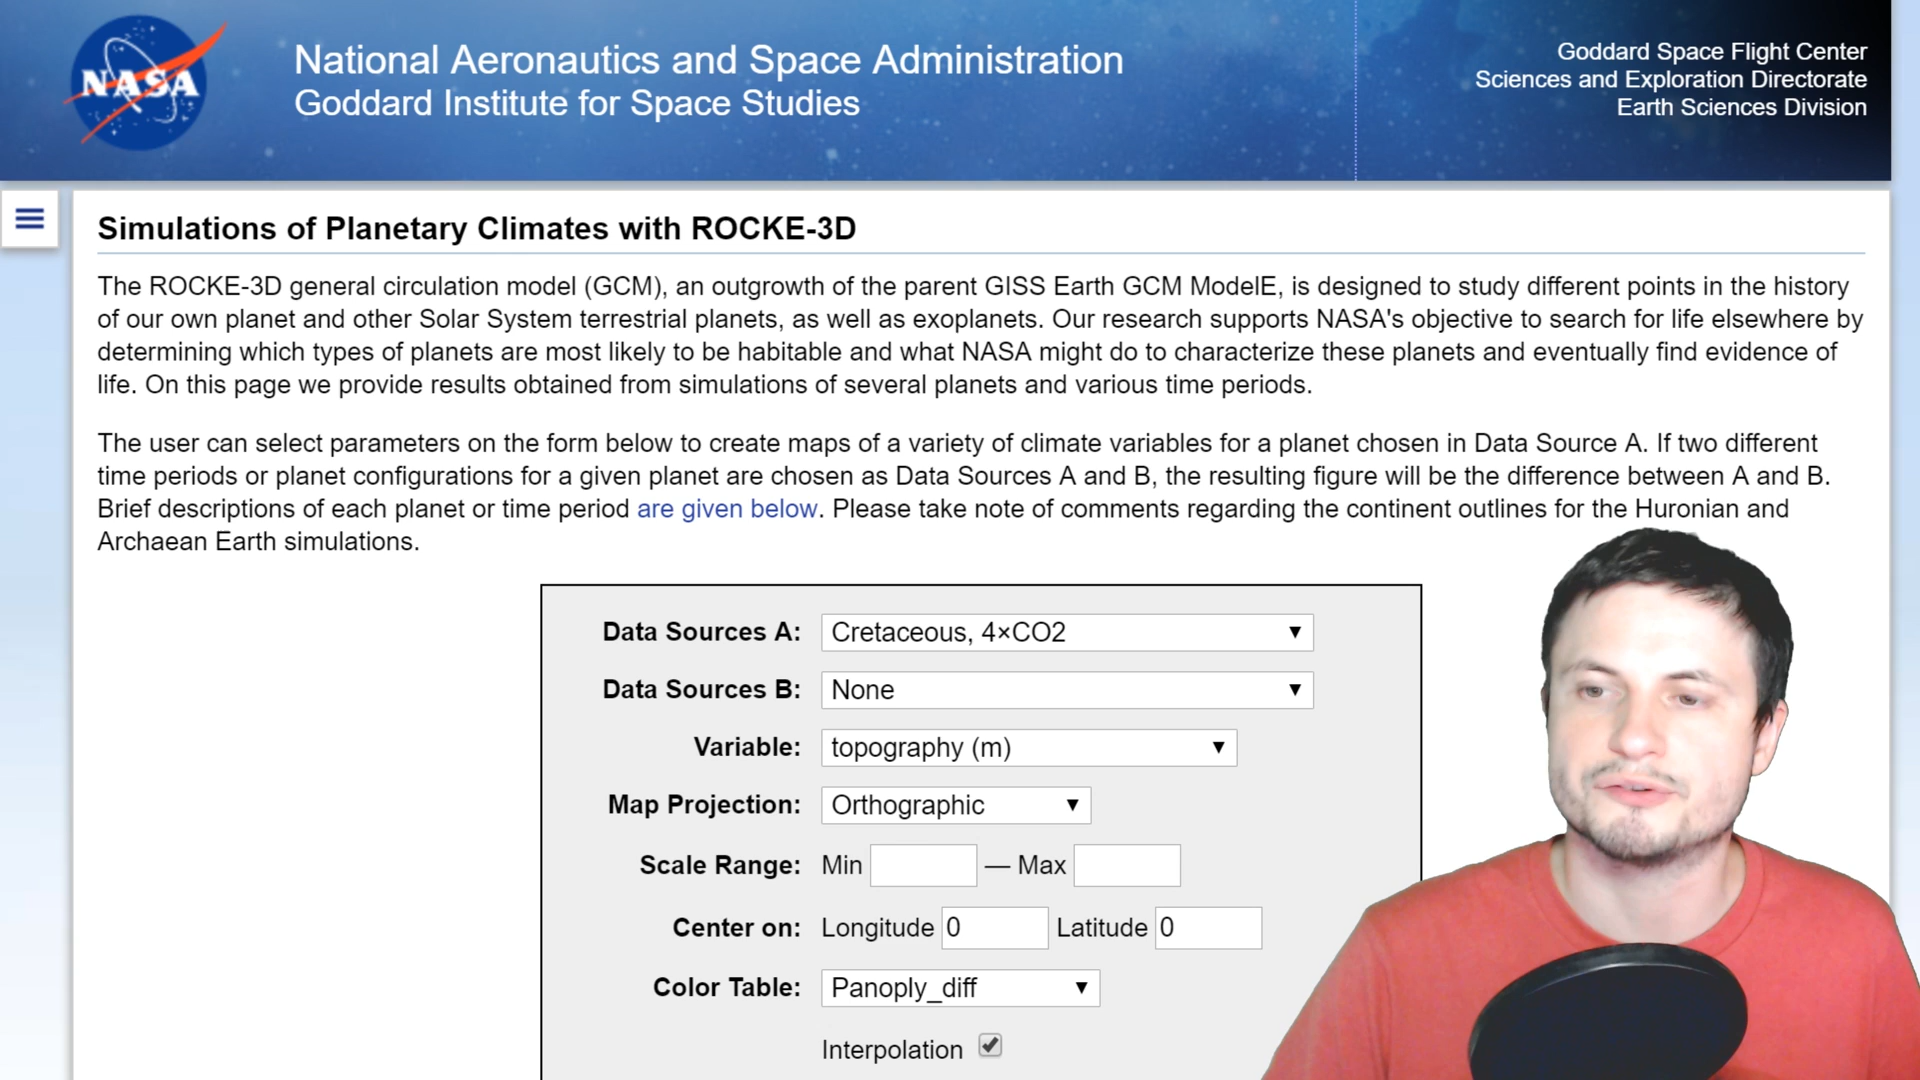 NASA
National Aeronautics and Space Administration
Goddard Institute for Space Studies
Goddard Space Flight Center
Sciences and Exploration Directorate
Earth Sciences Division
Simulations of Planetary Climates with ROCKE-3D
The ROCKE-3D general circulation model (GCM), an outgrowth of the parent GISS Earth GCM ModelE, is designed to study different points in the history
of our own planet and other Solar System terrestrial planets, as well as exoplanets. Our research supports NASA's objective to search for life elsewhere by
determining which types of planets are most likely to be habitable and what NASA might do to characterize these planets and eventually find evidence of
life. On this page we provide results obtained from simulations of several planets and various time periods.
The user can select parameters on the form below to create maps of a variety of climate variables for a planet chosen in Data Source A. If two different
time periods or planet configurations for a given planet are chosen as Data Sources A and B, the resulting figure will be the difference between A and B.
Brief descriptions of each planet or time period are given below. Please take note of comments regarding the continent outlines for the Huronian and
Archaean Earth simulations.
Data Sources A: Cretaceous, 4×CO2
Data Sources B: None
Variable: topography (m)
Map Projection: Orthographic
Scale Range: Min — Max
Center on: Longitude 0 Latitude 0
Color Table: Panoply_diff
Interpolation